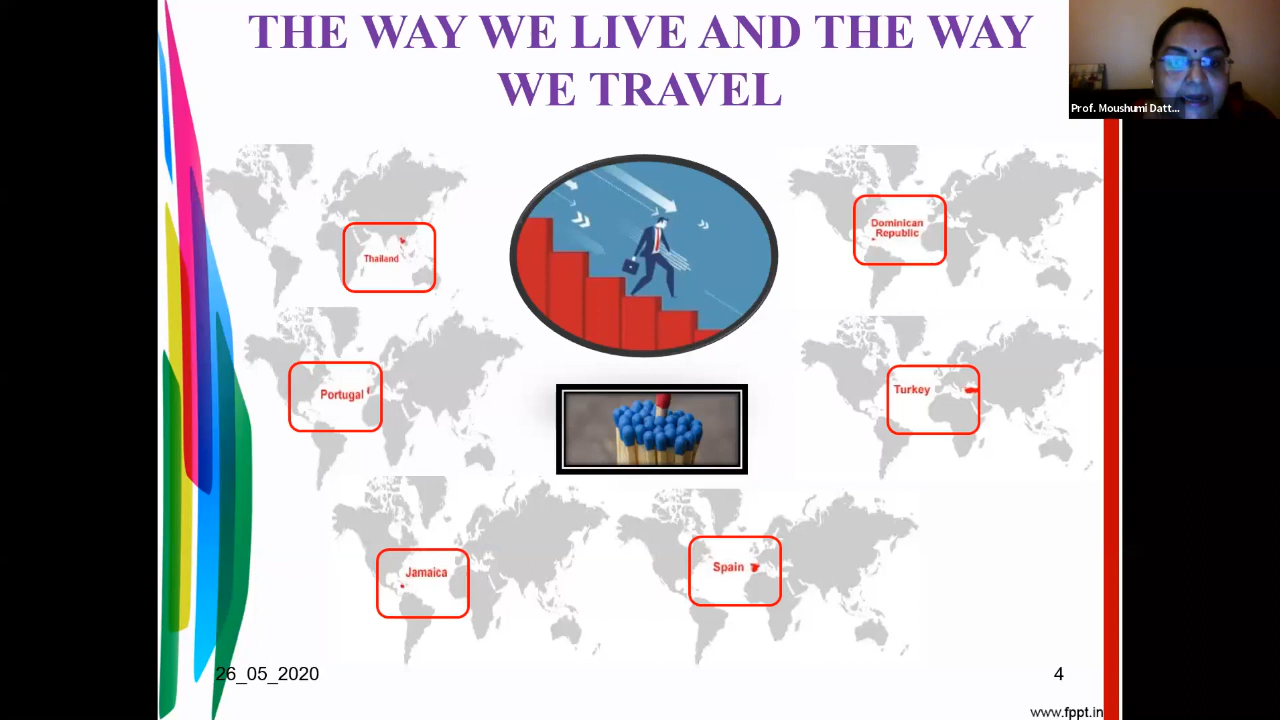 THE WAY WE LIVE AND THE WAY
WE TRAVEL
Prof. Moushumi Datt...
Thailand
Dominican
Republic
Portugal
Turkey
Jamaica
Spain
26_05_2020
4
www.fppt.in